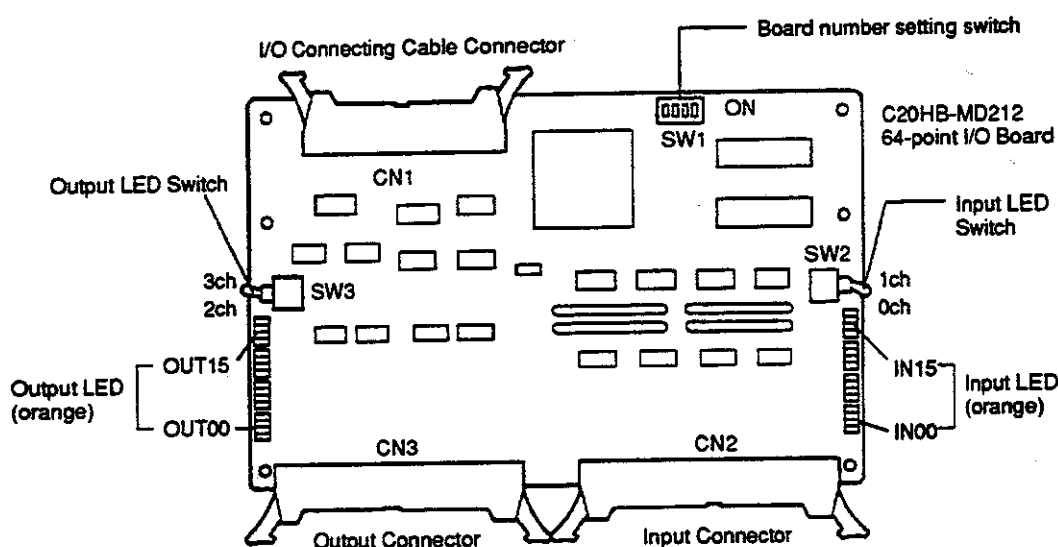 Board number setting switch
I/O Connecting Cable Connector
ON
SW1
C20HB-MD212
64-point I/O Board
CN1
Output LED Switch
Input LED
Switch
SW2
3ch
2ch
SW3
1ch
0ch
OUT15
IN15
Output LED
(orange)
Input LED
(orange)
OUT00
IN00
CN3
CN2
Output Connector
Input Connector